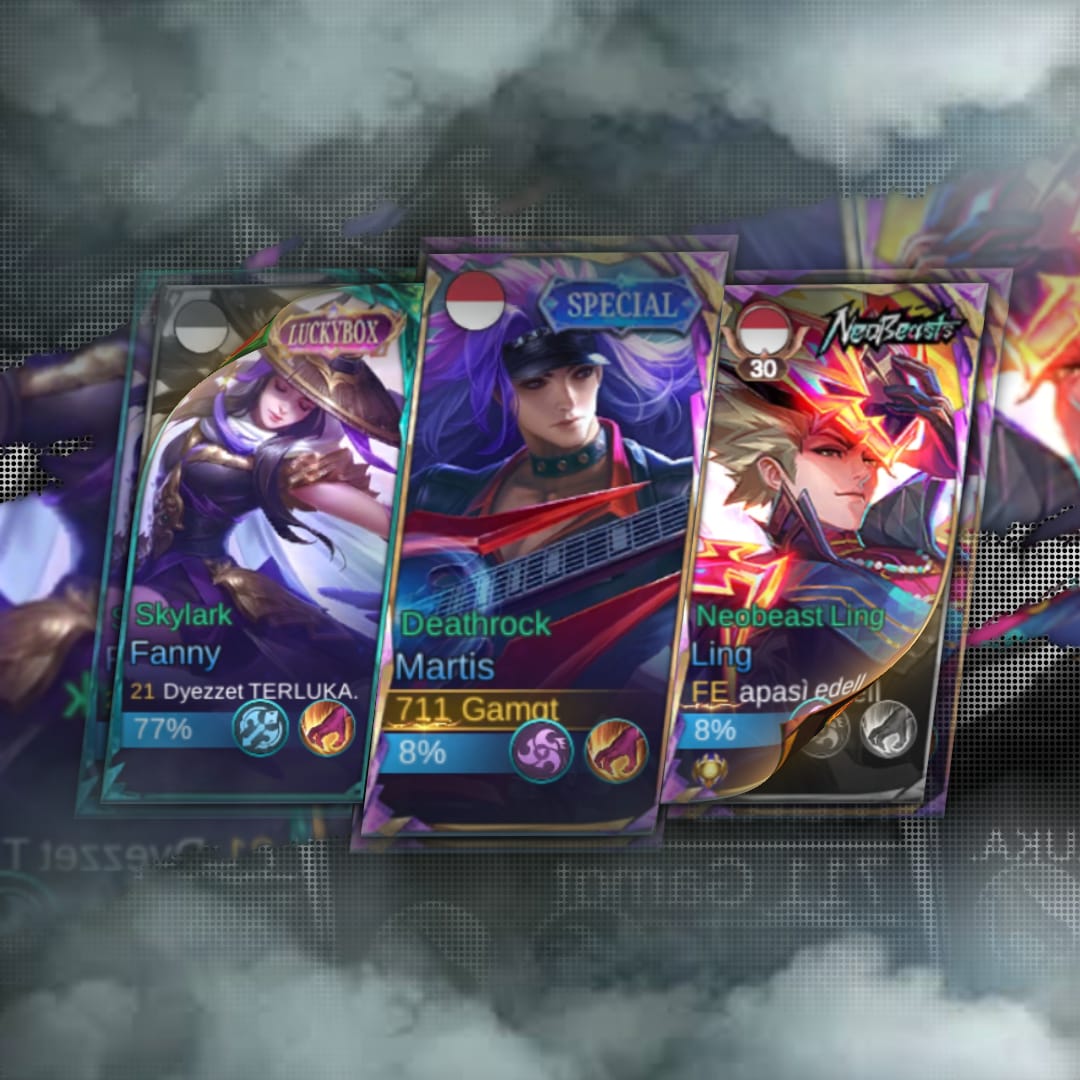 LUCKYBOX
Skylark
Fanny
21 Dyezzet TERLUKA.
77%
SPECIAL
Deathrock
Martis
711 Gamgt
8%
NeoBeasts
30
Neobeast Ling
Ling
FE apasì edell
8%